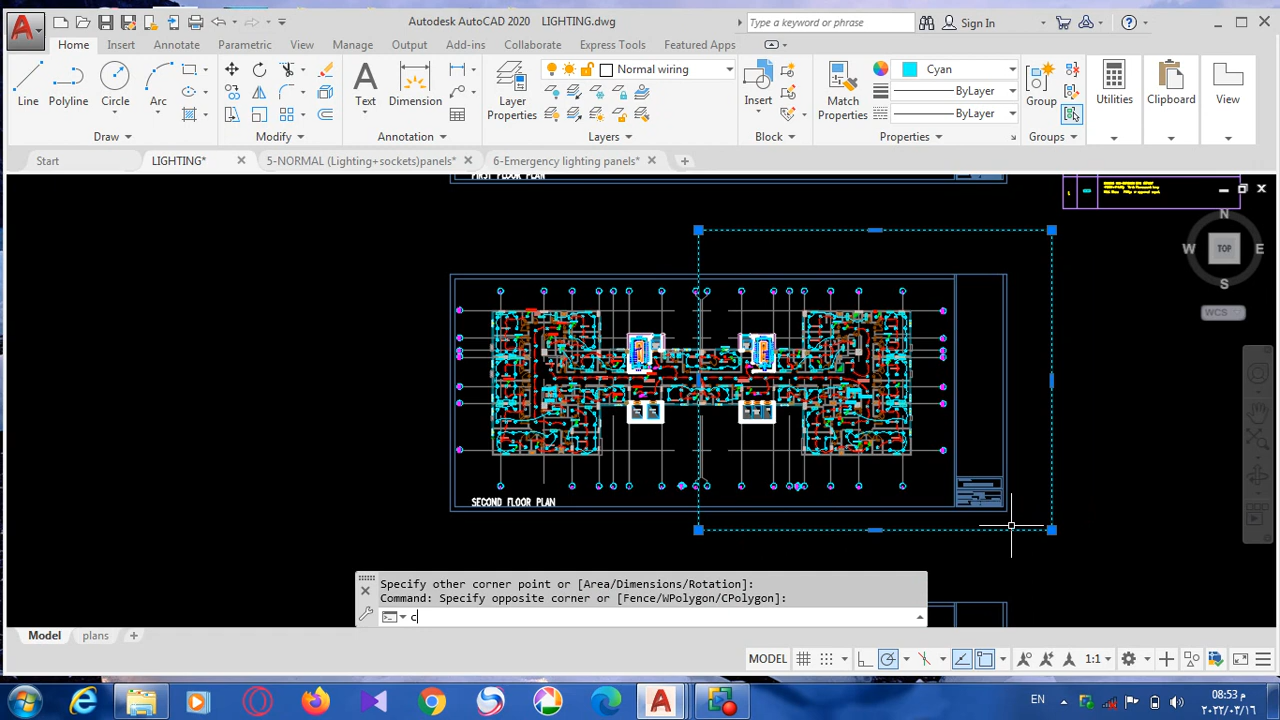 Autodesk AutoCAD 2020 LIGHTING.dwg
Type a keyword or phrase
Sign In
Home Insert Annotate Parametric View Manage Output Add-ins Collaborate Express Tools Featured Apps
Normal wiring
Cyan
ByLayer
ByLayer
Line Polyline Circle Arc
Text Dimension
Layer
Properties
Insert
Match
Properties
Group
Utilities
Clipboard
View
Draw Modify Annotation Layers Block Properties Groups
Start LIGHTING* 5-NORMAL (Lighting+sockets)panels* 6-Emergency lighting panels*
FIRST FLOOR PLAN
N
W TOP E
S
WCS
SECOND FLOOR PLAN
Specify other corner point or [Area/Dimensions/Rotation]:
Command: Specify opposite corner or [Fence/WPolygon/CPolygon]:
c
Model plans
MODEL 1:1
EN
08:53 م
٢٠٢٢/٠٣/١٦